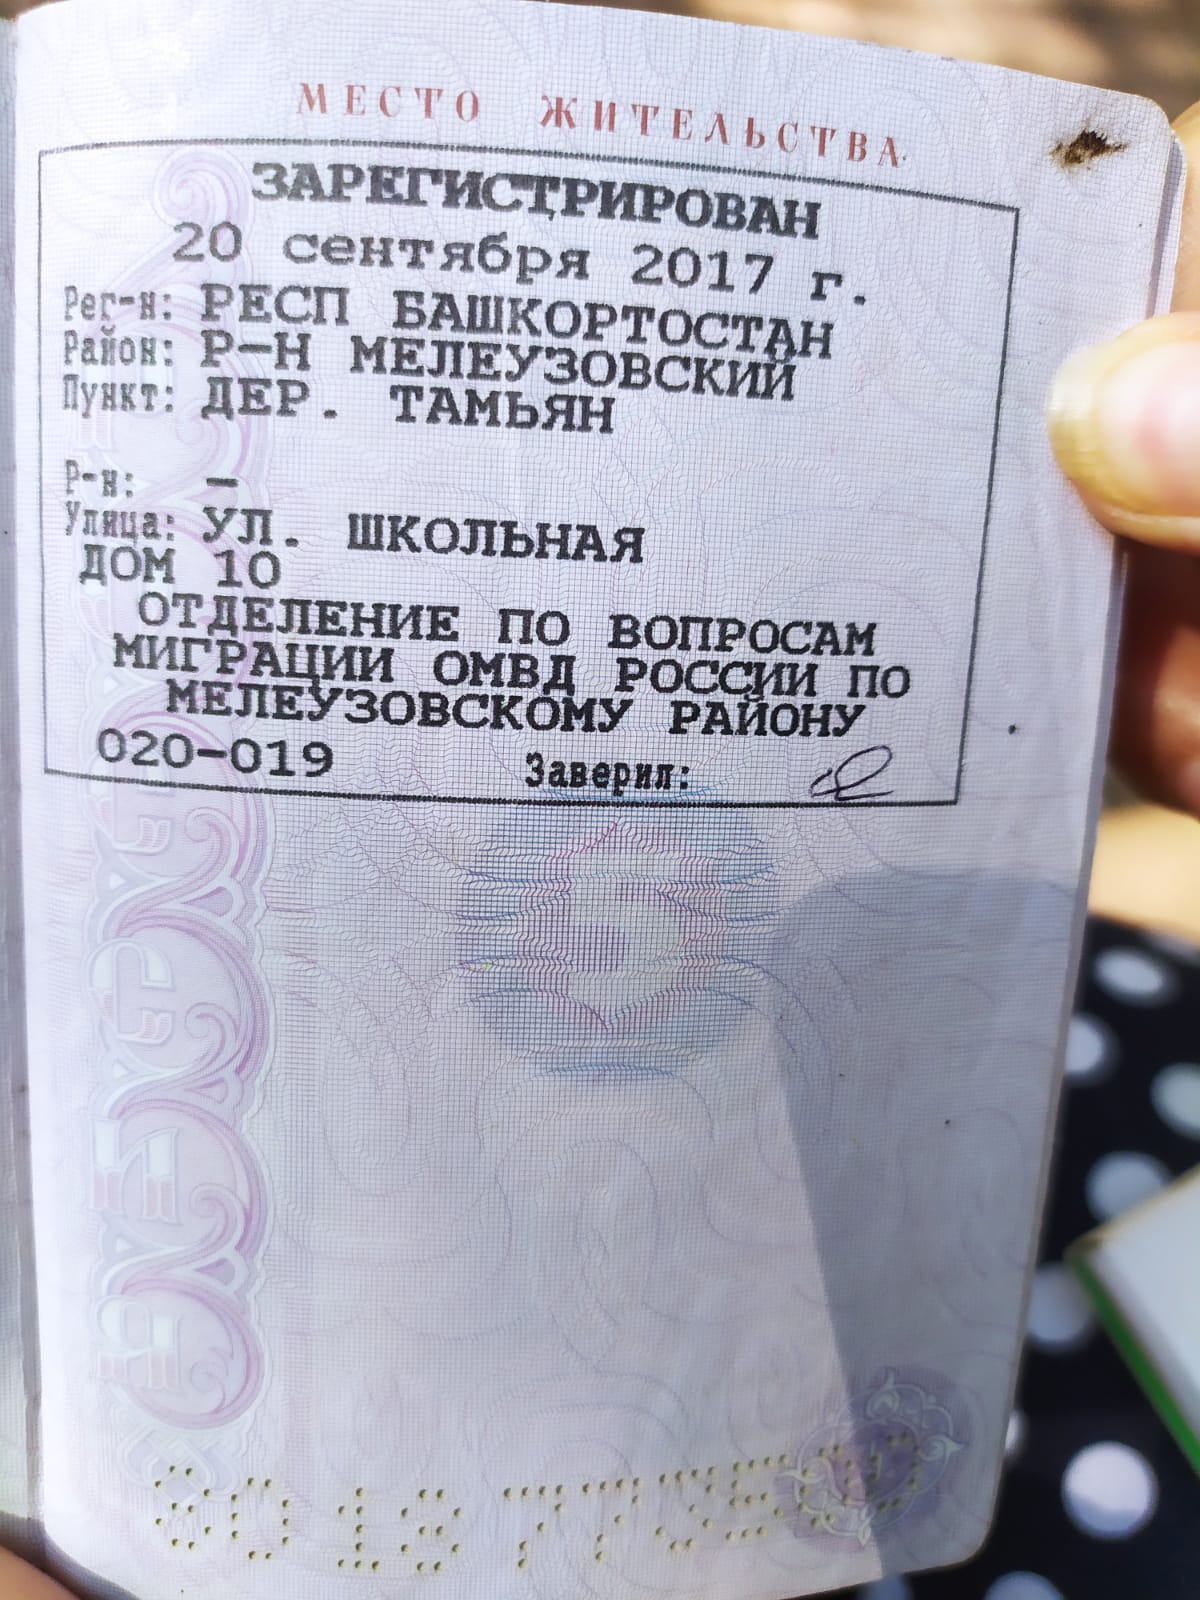 МЕСТО ЖИТЕЛЬСТВА
ЗАРЕГИСТРИРОВАН
20 сентября 2017 г.
Рег-н: РЕСП БАШКОРТОСТАН
Район: Р-Н МЕЛЕУЗОВСКИЙ
Пункт: ДЕР. ТАМЬЯН
Р-н: -
Улица: УЛ. ШКОЛЬНАЯ
ДОМ 10
ОТДЕЛЕНИЕ ПО ВОПРОСАМ
МИГРАЦИИ ОМВД РОССИИ ПО
МЕЛЕУЗОВСКОМУ РАЙОНУ
020-019 Заверил: